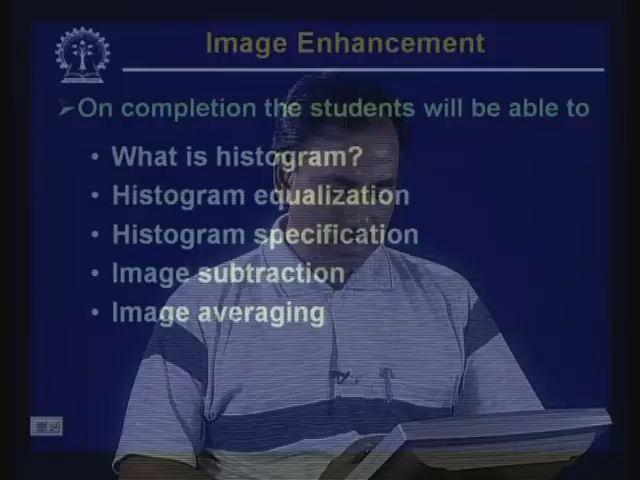 Image Enhancement
➢On completion the students will be able to
• What is histogram?
• Histogram equalization
• Histogram specification
• Image subtraction
• Image averaging